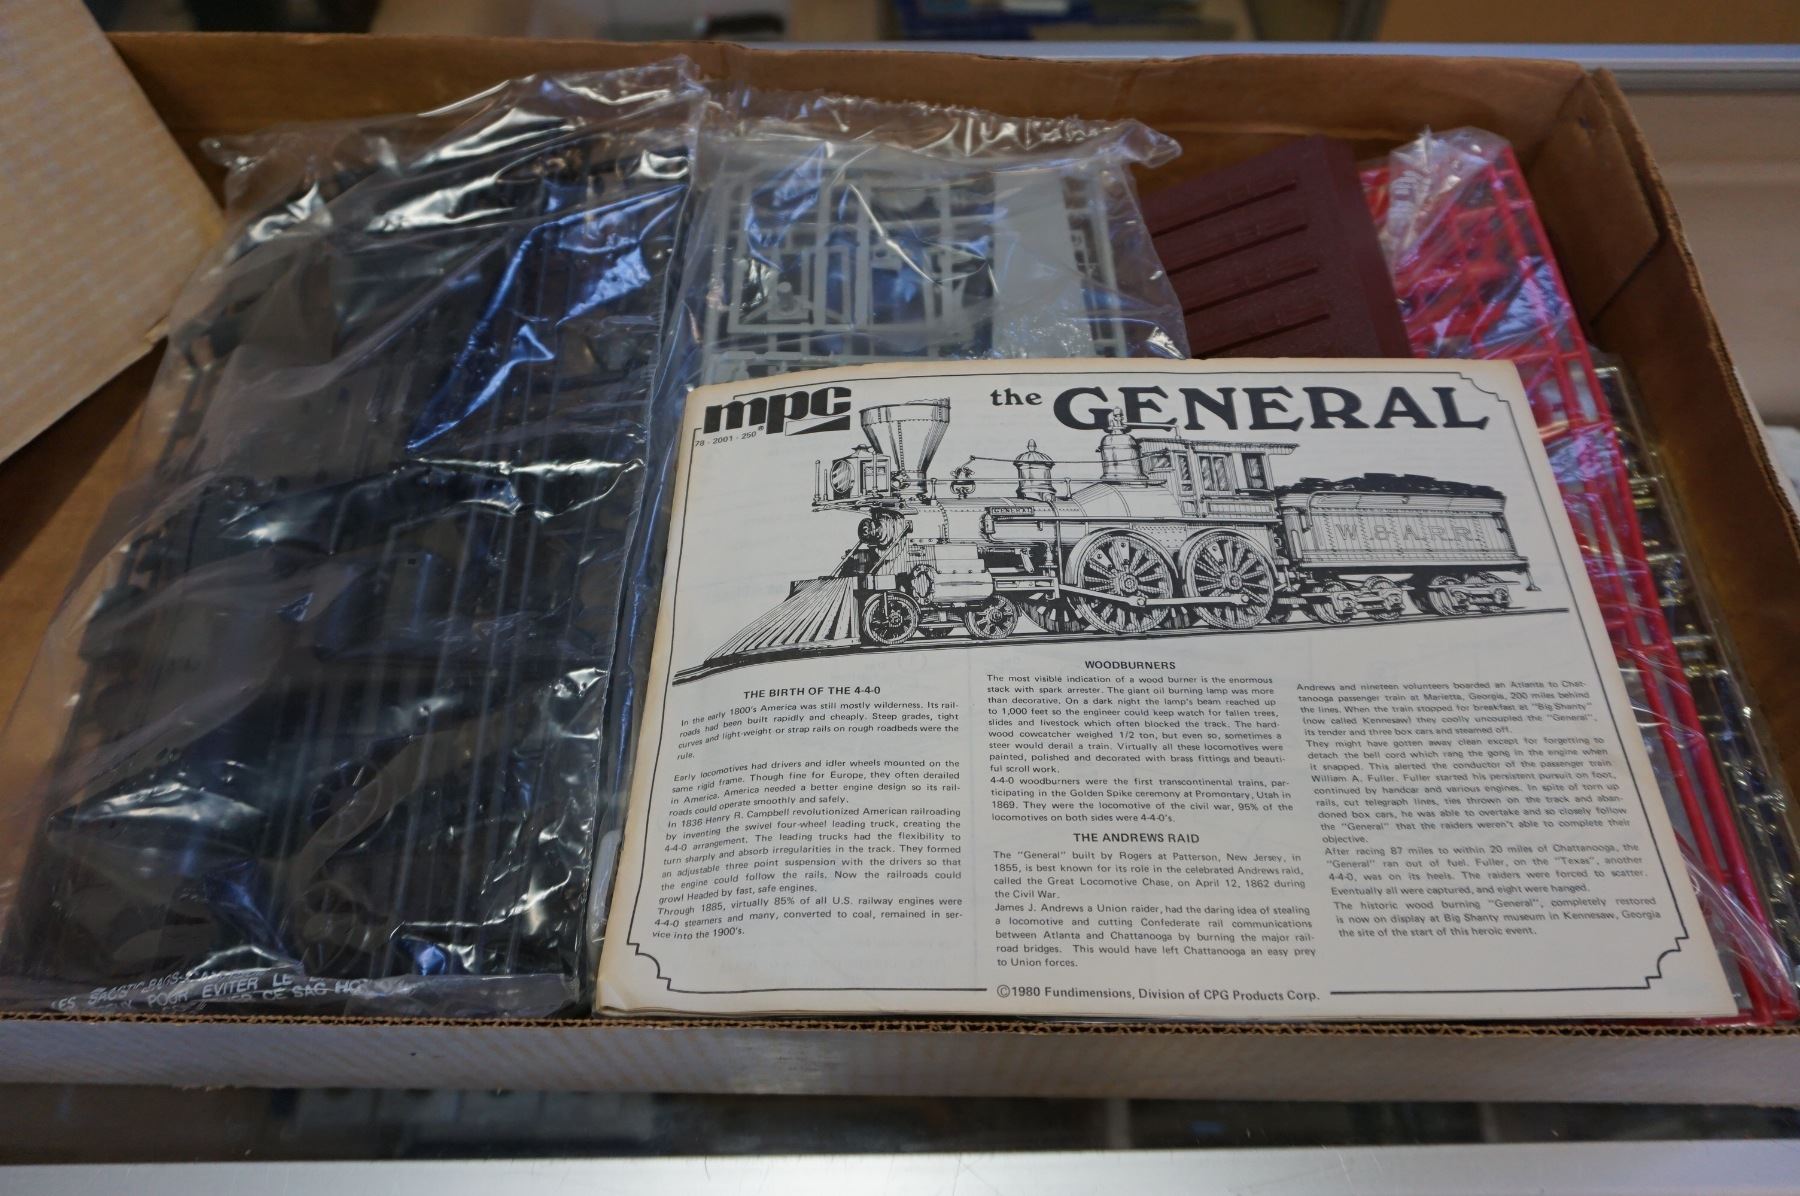 mpc®
78 - 2001 - 250
the GENERAL
GENERAL
W. & A. R.R.
THE BIRTH OF THE 4-4-0
In the early 1800's America was still mostly wilderness. Its rail-
roads had been built rapidly and cheaply. Steep grades, tight
curves and light-weight or strap rails on rough roadbeds were the
rule.
Early locomotives had drivers and idler wheels mounted on the
same rigid frame. Though fine for Europe, they often derailed
in America. America needed a better engine design so its rail-
roads could operate smoothly and safely.
In 1836 Henry R. Campbell revolutionized American railroading
by inventing the swivel four-wheel leading truck, creating the
4-4-0 arrangement. The leading trucks had the flexibility to
turn sharply and absorb irregularities in the track. They formed
an adjustable three point suspension with the drivers so that
the engine could follow the rails. Now the railroads could
grow! Headed by fast, safe engines.
Through 1885, virtually 85% of all U.S. railway engines were
4-4-0 steamers and many, converted to coal, remained in ser-
vice into the 1900's.
WOODBURNERS
The most visible indication of a wood burner is the enormous
stack with spark arrester. The giant oil burning lamp was more
than decorative. On a dark night the lamp's beam reached up
to 1,000 feet so the engineer could keep watch for fallen trees,
slides and livestock which often blocked the track. The hard-
wood cowcatcher weighed 1/2 ton, but even so, sometimes a
steer would derail a train. Virtually all these locomotives were
painted, polished and decorated with brass fittings and beauti-
ful scroll work.
4-4-0 woodburners were the first transcontinental trains, par-
ticipating in the Golden Spike ceremony at Promontary, Utah in
1869. They were the locomotive of the civil war, 95% of the
locomotives on both sides were 4-4-0's.
THE ANDREWS RAID
The "General" built by Rogers at Patterson, New Jersey, in
1855, is best known for its role in the celebrated Andrews raid,
called the Great Locomotive Chase, on April 12, 1862 during
the Civil War.
James J. Andrews a Union raider, had the daring idea of stealing
a locomotive and cutting Confederate rail communications
between Atlanta and Chattanooga by burning the major rail-
road bridges. This would have left Chattanooga an easy prey
to Union forces.
Andrews and nineteen volunteers boarded an Atlanta to Chat-
tanooga passenger train at Marietta, Georgia, 200 miles behind
the lines. When the train stopped for breakfast at "Big Shanty"
(now called Kennesaw) they coolly uncoupled the "General",
its tender and three box cars and steamed off.
They might have gotten away clean except for forgetting to
detach the bell cord which rang the gong in the engine when
it snapped. This alerted the conductor of the passenger train
William A. Fuller. Fuller started his persistent pursuit on foot,
continued by handcar and various engines. In spite of torn up
rails, cut telegraph lines, ties thrown on the track and aban-
doned box cars, he was able to overtake and so closely follow
the "General" that the raiders weren't able to complete their
objective.
After racing 87 miles to within 20 miles of Chattanooga, the
"General" ran out of fuel. Fuller, on the "Texas", another
4-4-0, was on its heels. The raiders were forced to scatter.
Eventually all were captured, and eight were hanged.
The historic wood burning "General", completely restored
is now on display at Big Shanty museum in Kennesaw, Georgia
the site of the start of this heroic event.
©1980 Fundimensions, Division of CPG Products Corp.
POUR EVITER LE
CE SAC HO